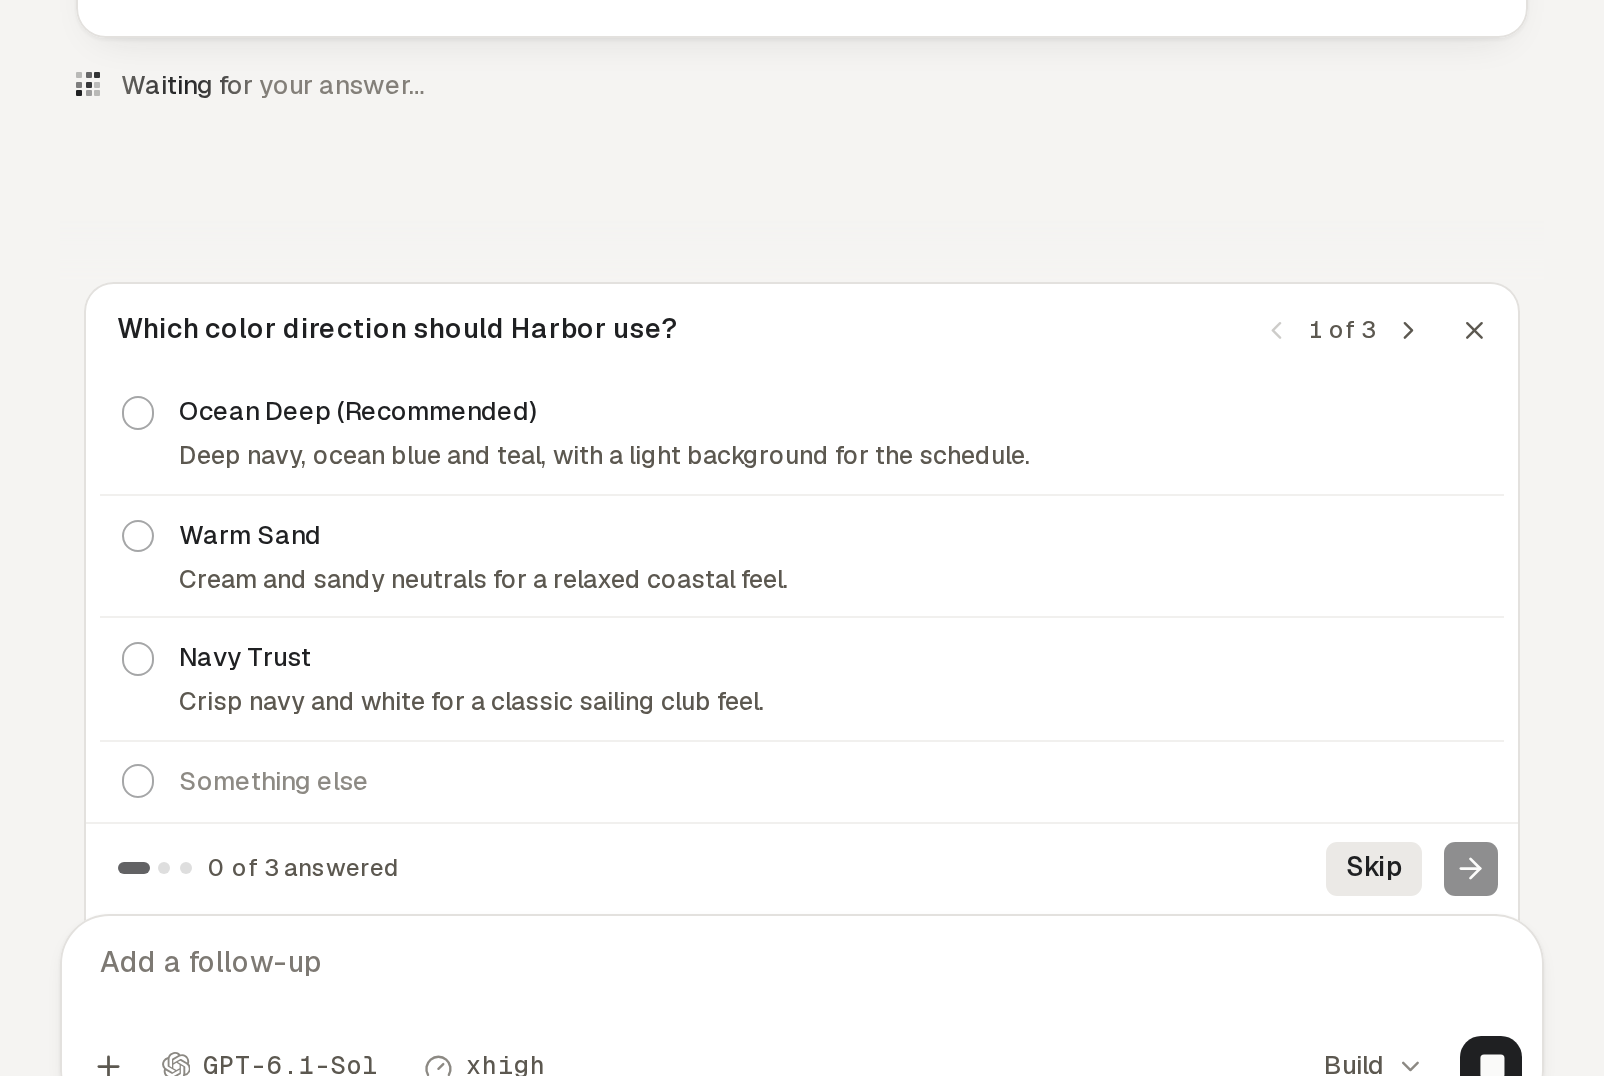 Waiting for your answer...
Which color direction should Harbor use?
1 of 3
Ocean Deep (Recommended)
Deep navy, ocean blue and teal, with a light background for the schedule.
Warm Sand
Cream and sandy neutrals for a relaxed coastal feel.
Navy Trust
Crisp navy and white for a classic sailing club feel.
Something else
0 of 3 answered
Skip
Add a follow-up
GPT-6.1-Sol
xhigh
Build